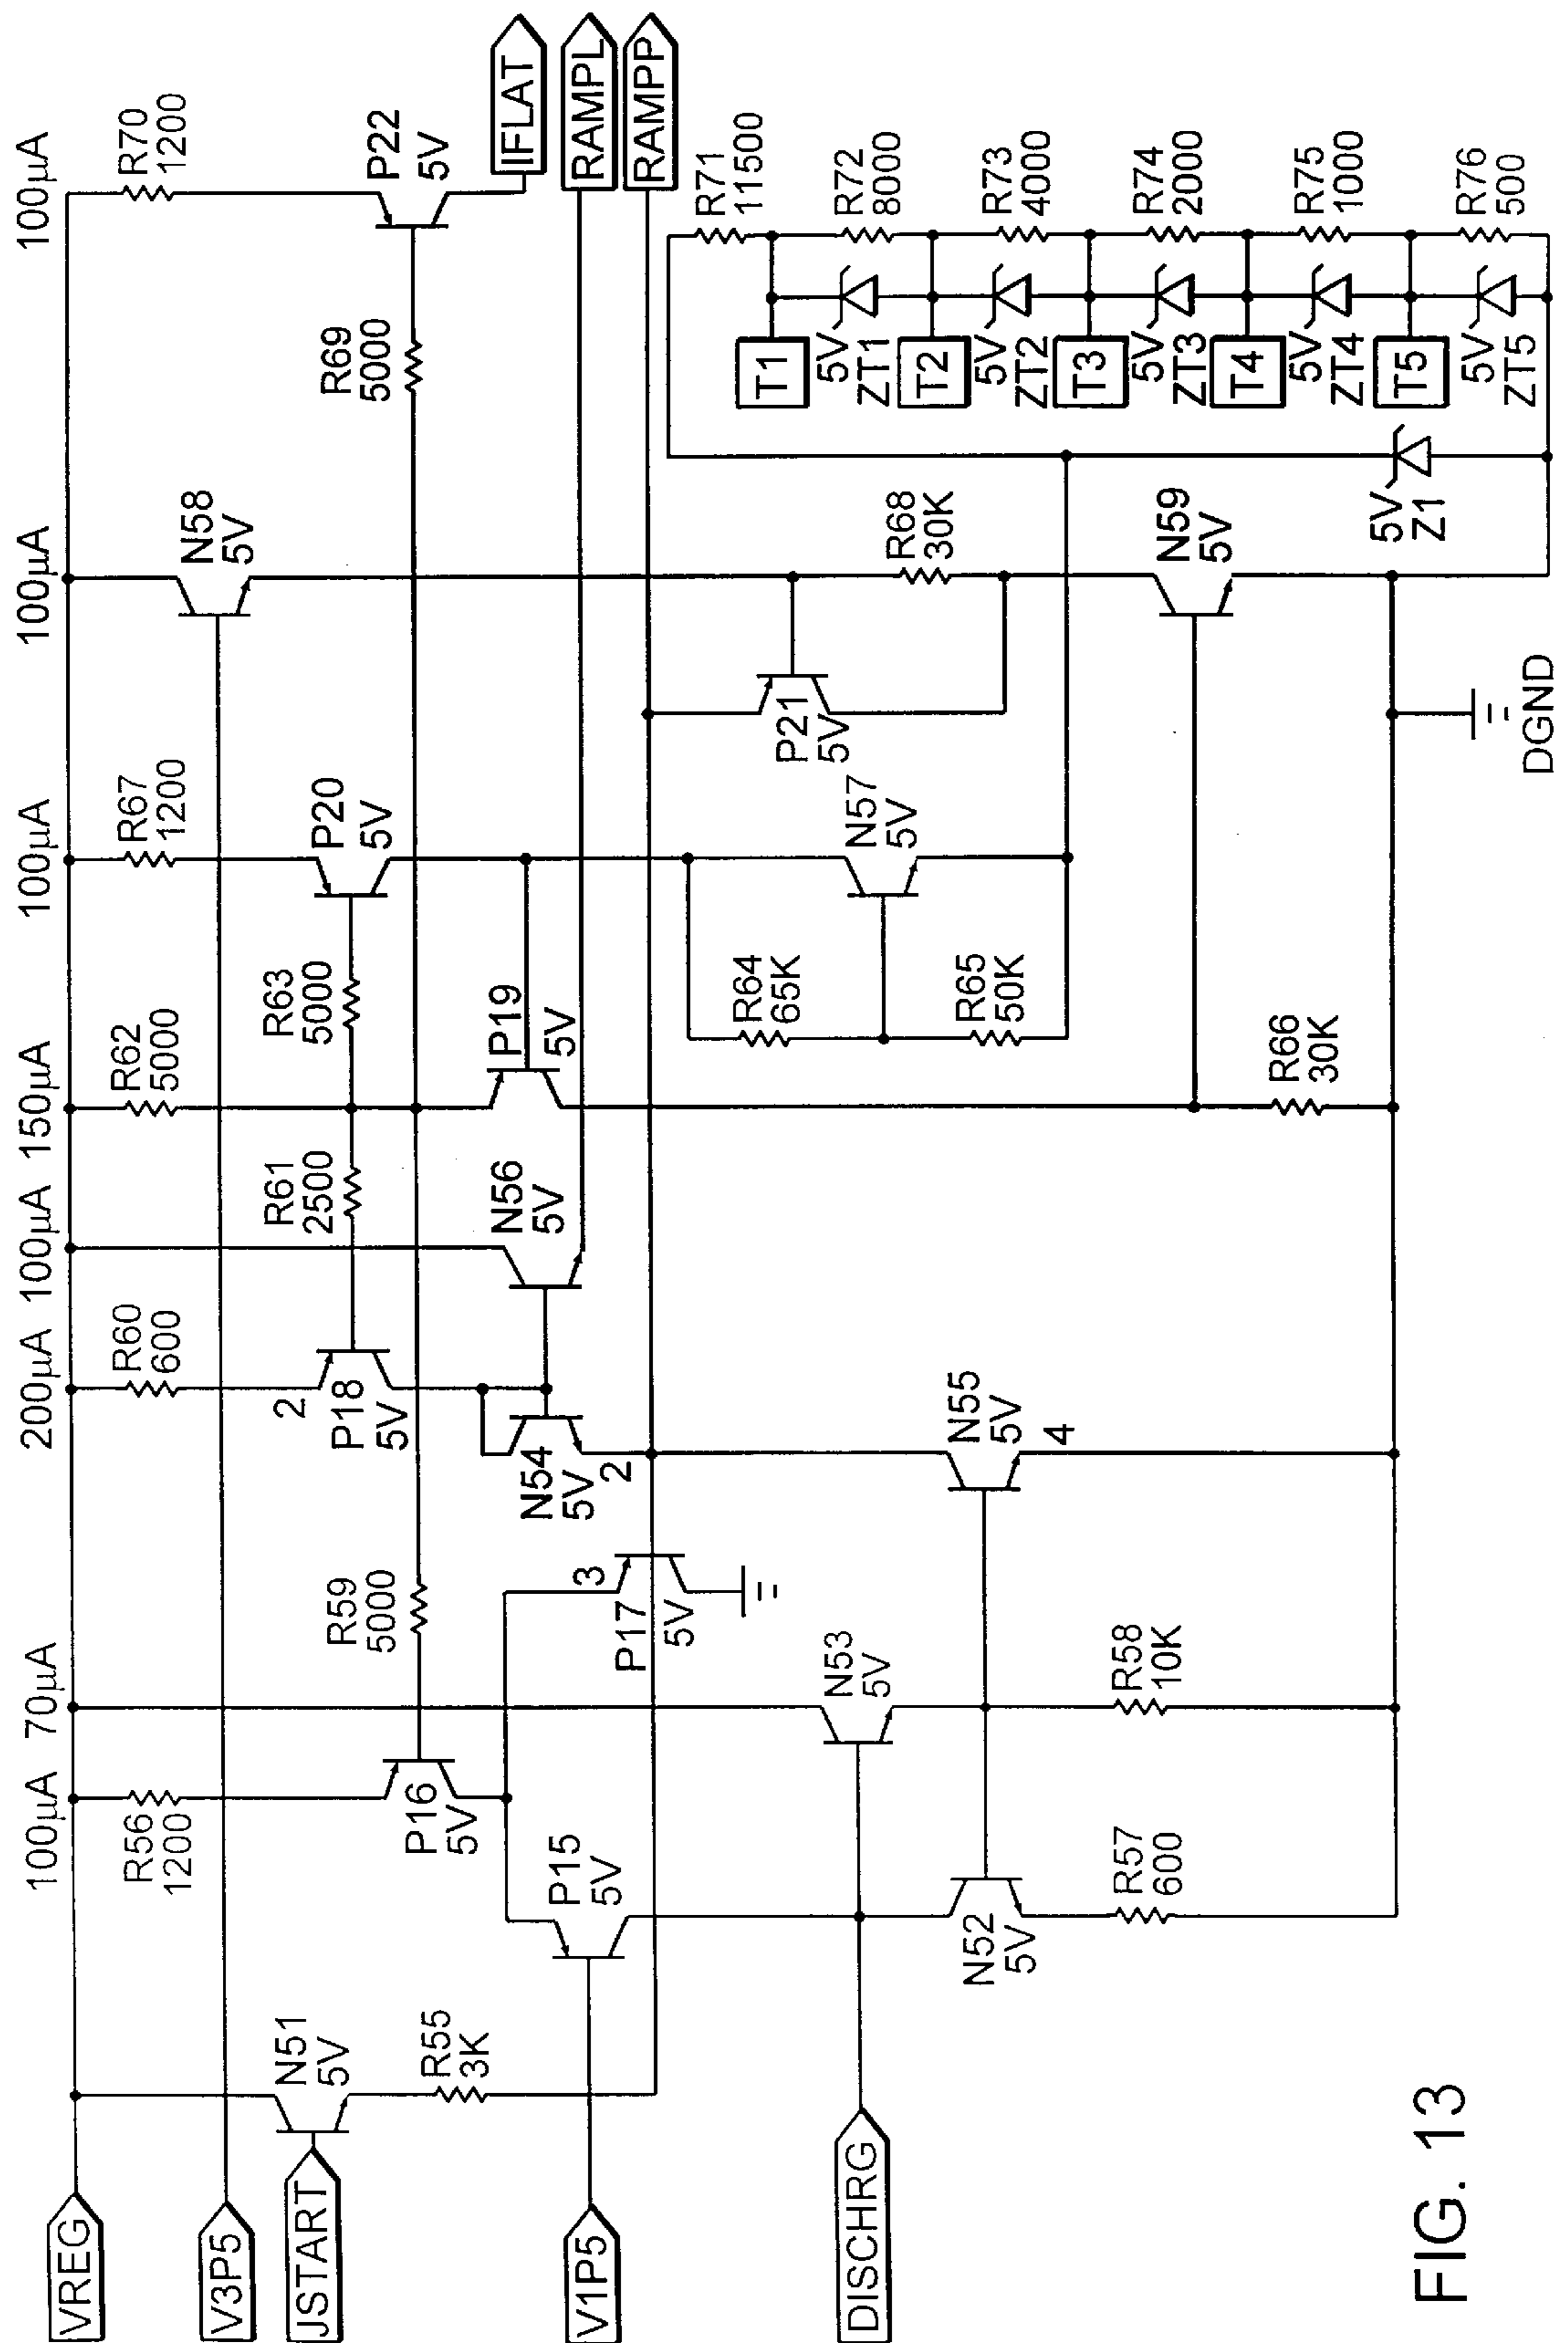 100μA 70μA 200μA 100μA 150μA 100μA 100μA 100μA
VREG
V3P5
JSTART
V1P5
DISCHRG
N51
5V
R55
3K
R56
1200
P16
5V
P15
5V
N52
5V
R57
600
N53
5V
R58
10K
R59
5000
3
P17
5V
R60
600
2
P18
5V
N54
5V
2
N55
5V
4
N56
5V
R61
2500
R62
5000
R63
5000
P19
5V
R66
30K
R67
1200
P20
5V
R64
65K
R65
50K
N57
5V
N58
5V
P21
5V
R68
30K
N59
5V
DGND
R69
5000
R70
1200
P22
5V
IFLAT
RAMPL
RAMPP
R71
11500
R72
8000
R73
4000
R74
2000
R75
1000
R76
500
T1
5V
ZT1
T2
5V
ZT2
T3
5V
ZT3
T4
5V
ZT4
T5
5V
ZT5
5V
Z1
FIG. 13